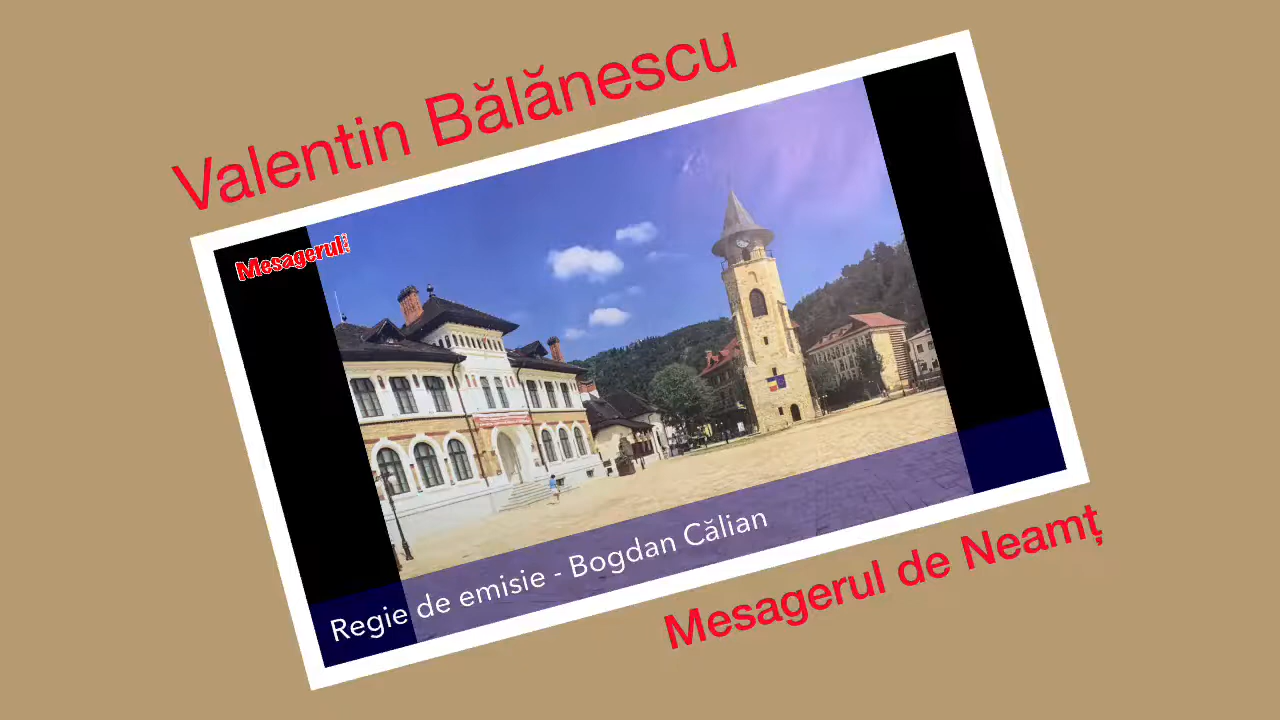 Valentin Bălănescu
Mesagerul
Regie de emisie - Bogdan Călian
Mesagerul de Neamț